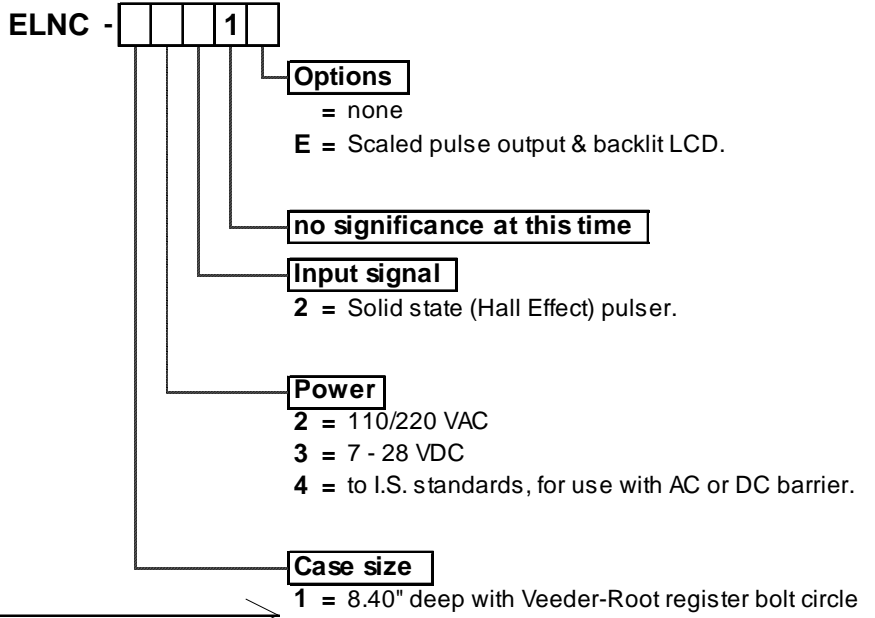 ELNC - 1
Options
= none
E = Scaled pulse output & backlit LCD.
no significance at this time
Input signal
2 = Solid state (Hall Effect) pulser.
Power
2 = 110/220 VAC
3 = 7 - 28 VDC
4 = to I.S. standards, for use with AC or DC barrier.
Case size
1 = 8.40" deep with Veeder-Root register bolt circle